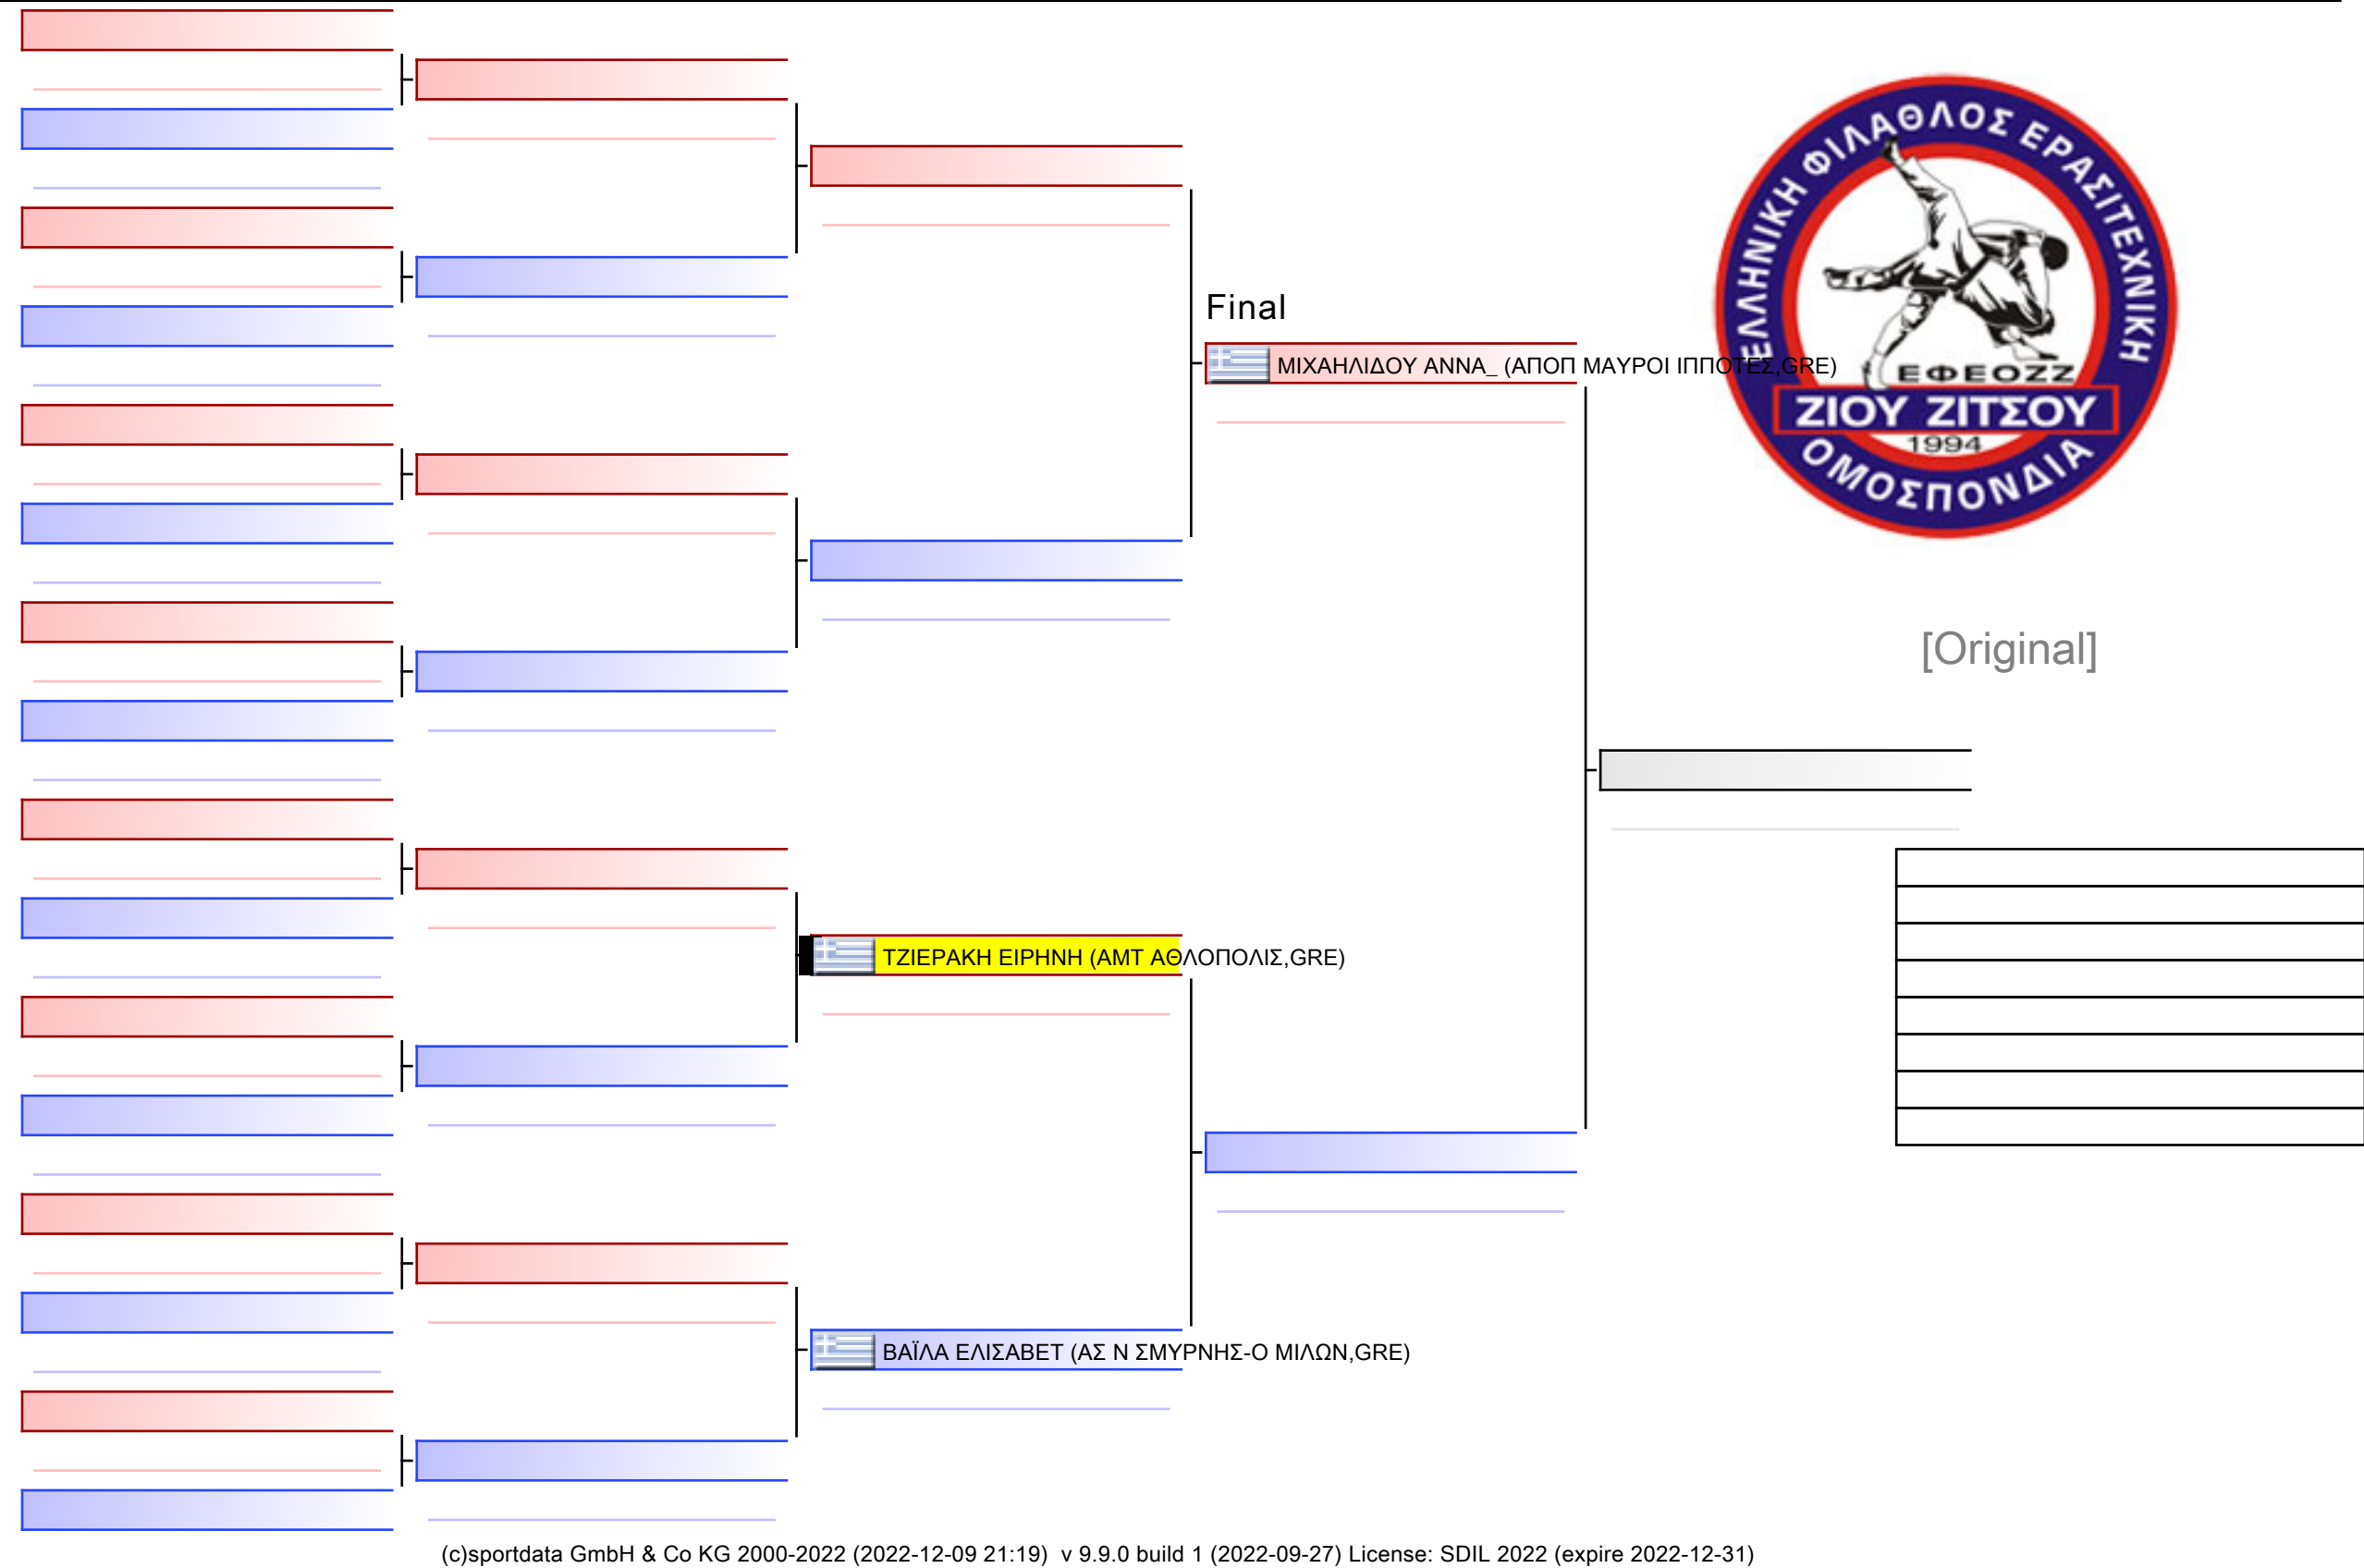 ΕΛΛΗΝΙΚΗ ΦΙΛΑΘΛΟΣ ΕΡΑΣΙΤΕΧΝΙΚΗ
Final
ΜΙΧΑΗΛΙΔΟΥ ΑΝΝΑ_ (ΑΠΟΠ ΜΑΥΡΟΙ ΙΠΠΟΤΕΣ,GRE)
ΕΦΕΟΖΖ
ΖΙΟΥ ΖΙΤΣΟΥ
1994
ΟΜΟΣΠΟΝΔΙΑ
[Original]
ΤΖΙΕΡΑΚΗ ΕΙΡΗΝΗ (ΑΜΤ ΑΘΛΟΠΟΛΙΣ,GRE)
ΒΑΪΛΑ ΕΛΙΣΑΒΕΤ (ΑΣ Ν ΣΜΥΡΝΗΣ-Ο ΜΙΛΩΝ,GRE)
(c)sportdata GmbH & Co KG 2000-2022 (2022-12-09 21:19) v 9.9.0 build 1 (2022-09-27) License: SDIL 2022 (expire 2022-12-31)